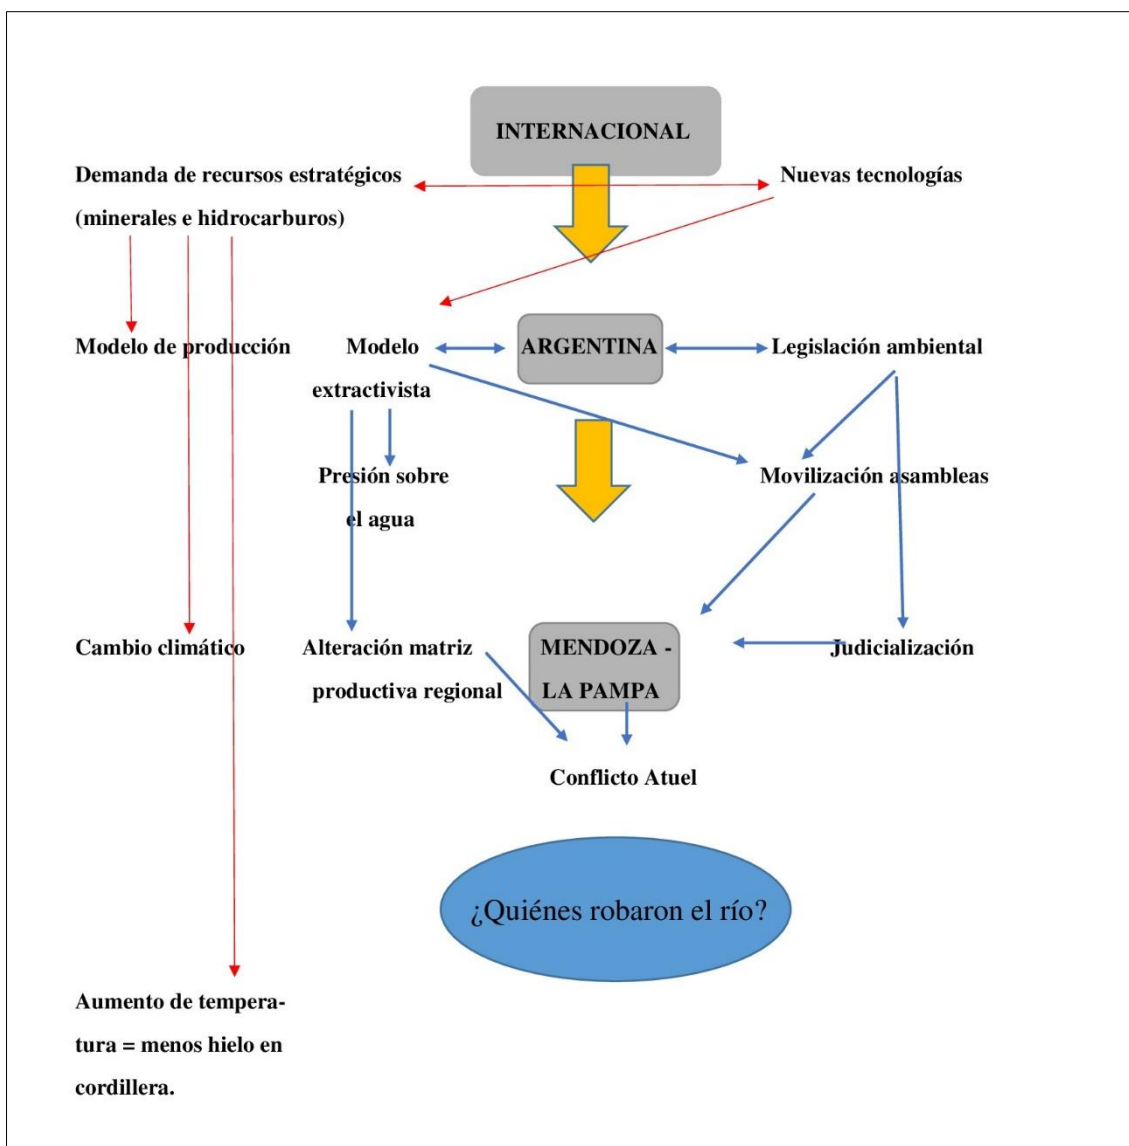 INTERNACIONAL
Demanda de recursos estratégicos
(minerales e hidrocarburos)
Nuevas tecnologías
Modelo de producción
Modelo
extractivista
ARGENTINA
Legislación ambiental
Presión sobre
el agua
Movilización asambleas
Cambio climático
Alteración matriz
productiva regional
MENDOZA -
LA PAMPA
Judicialización
Conflicto Atuel
¿Quiénes robaron el río?
Aumento de tempera-
tura = menos hielo en
cordillera.